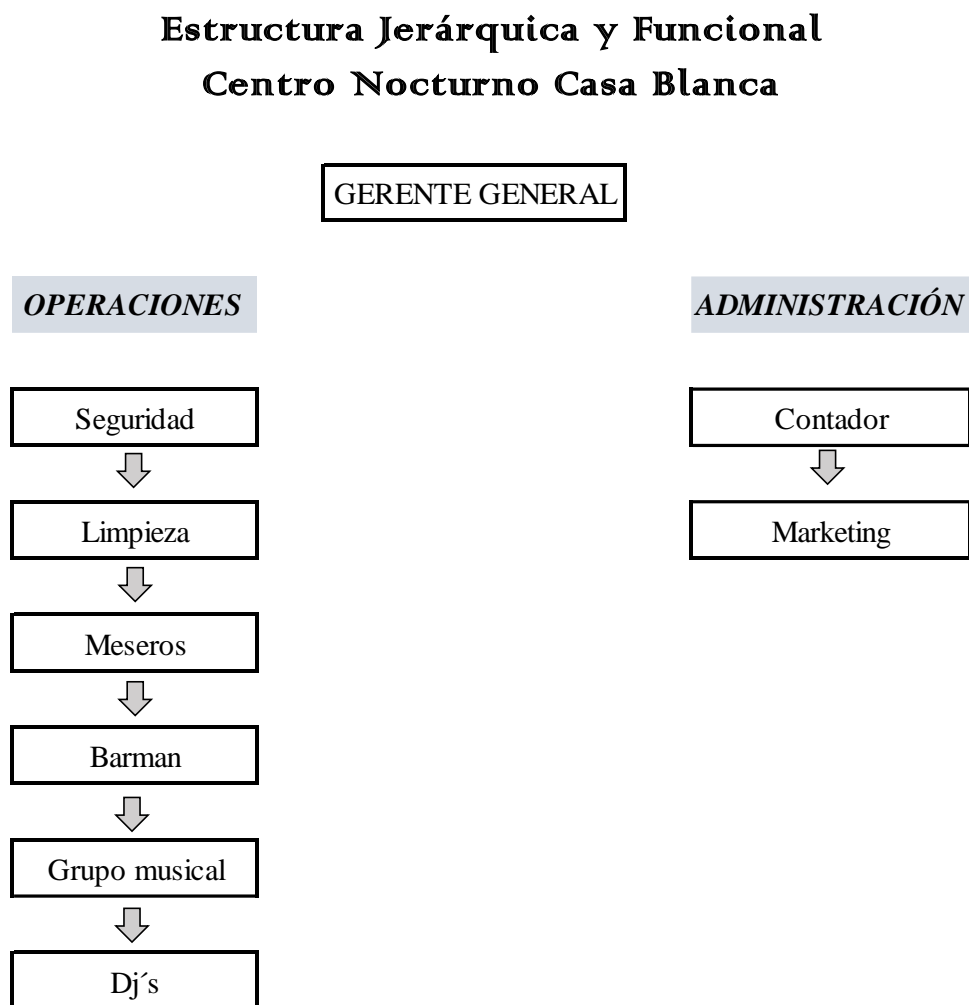 Estructura Jerárquica y Funcional
Centro Nocturno Casa Blanca
GERENTE GENERAL
OPERACIONES
ADMINISTRACIÓN
Seguridad
Contador
Limpieza
Marketing
Meseros
Barman
Grupo musical
Dj´s